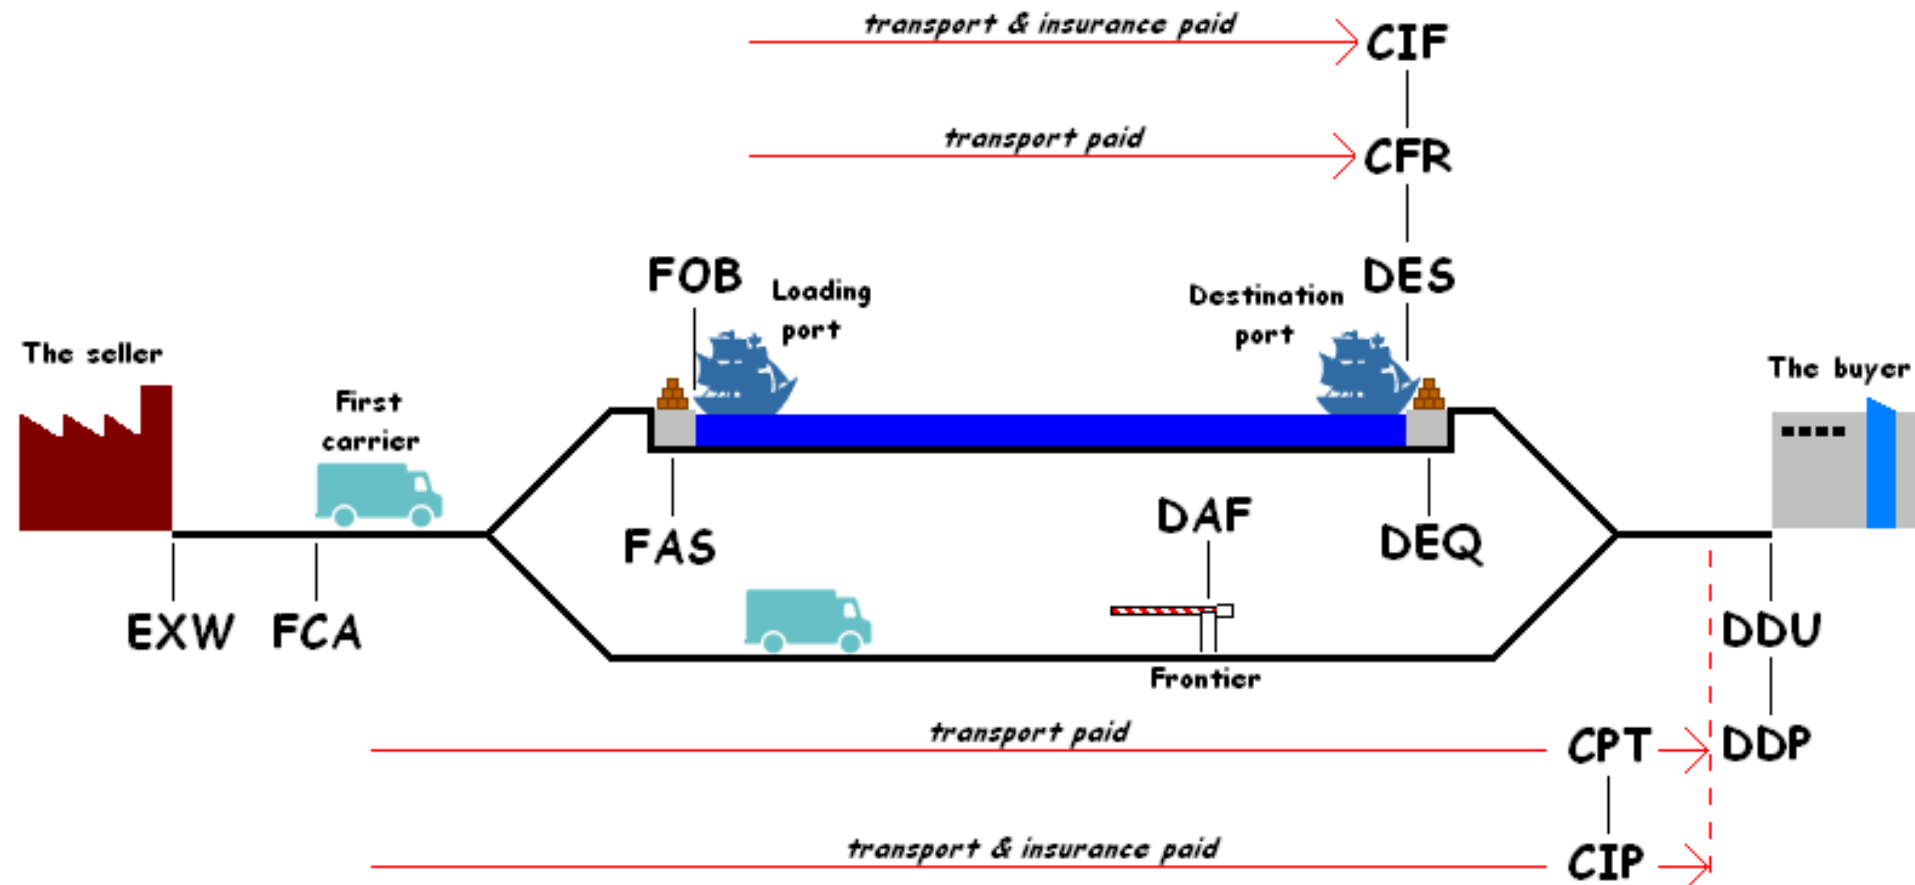 transport & insurance paid
CIF
transport paid
CFR
FOB
Loading
port
Destination
port
DES
The seller
The buyer
First
carrier
FAS
DAF
DEQ
EXW
FCA
DDU
Frontier
transport paid
CPT
DDP
transport & insurance paid
CIP